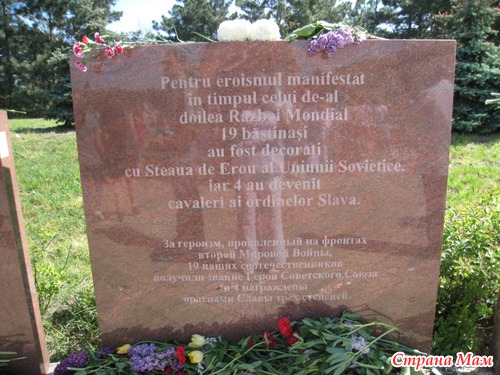 Pentru eroismul manifestat
în timpul celui de-al
doilea Război Mondial
19 băștinași
au fost decorați
cu Steaua de Erou al Uniunii Sovietice,
iar 4 au devenit
cavaleri ai ordinelor Slava.
За героизм, проявленный на фронтах
второй Мировой Войны,
19 наших соотечественников
получили звание Героя Советского Союза
и 4 награждены
орденами Славы трех степеней.
Страна Мам